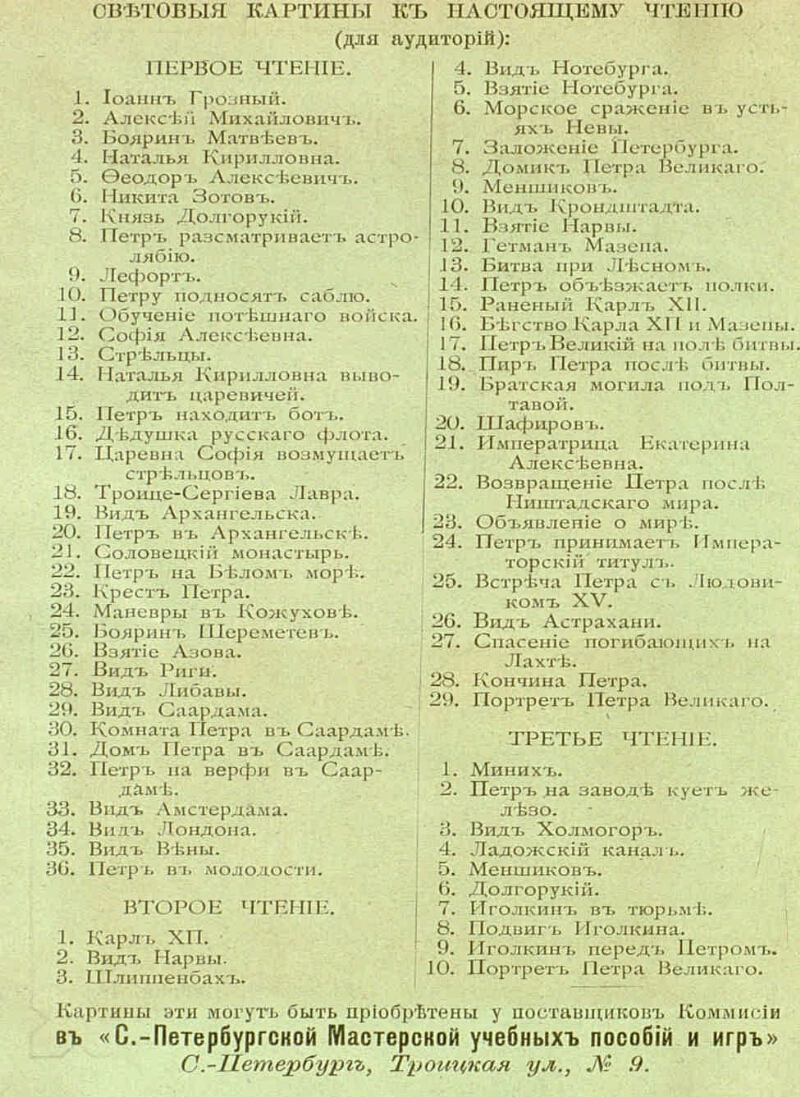 СВѢТОВЫЯ КАРТИНЫ КЪ НАСТОЯЩЕМУ ЧТЕНІЮ
(для аудиторій):
ПЕРВОЕ ЧТЕНІЕ.
1. Іоаннъ Грозный.
2. Алексѣй Михайловичъ.
3. Бояринъ Матвѣевъ.
4. Наталья Кирилловна.
5. Ѳеодоръ Алексѣевичъ.
6. Никита Зотовъ.
7. Князь Долгорукій.
8. Петръ разсматриваетъ астро-
лябію.
9. Лефортъ.
10. Петру подносятъ саблю.
11. Обученіе потѣшнаго войска.
12. Софія Алексѣевна.
13. Стрѣльцы.
14. Наталья Кирилловна выво-
дитъ царевичей.
15. Петръ находитъ ботъ.
16. Дѣдушка русскаго флота.
17. Царевна Софія возмущаетъ
стрѣльцовъ.
18. Троице-Сергіева Лавра.
19. Видъ Архангельска.
20. Петръ въ Архангельскѣ.
21. Соловецкій монастырь.
22. Петръ на Бѣломъ морѣ.
23. Крестъ Петра.
24. Маневры въ Кожуховѣ.
25. Бояринъ Шереметевъ.
26. Взятіе Азова.
27. Видъ Риги.
28. Видъ Либавы.
29. Видъ Саардама.
30. Комната Петра въ Саардамѣ.
31. Домъ Петра въ Саардамѣ.
32. Петръ на верфи въ Саар-
дамѣ.
33. Видъ Амстердама.
34. Видъ Лондона.
35. Видъ Вѣны.
36. Петръ въ молодости.
ВТОРОЕ ЧТЕНІЕ.
1. Карлъ XII.
2. Видъ Нарвы.
3. Шлиппенбахъ.
4. Видъ Нотебурга.
5. Взятіе Нотебурга.
6. Морское сраженіе въ усть-
яхъ Невы.
7. Заложеніе Петербурга.
8. Домикъ Петра Великаго.
9. Меншиковъ.
10. Видъ Кронштадта.
11. Взятіе Нарвы.
12. Гетманъ Мазепа.
13. Битва при Лѣсномъ.
14. Петръ объѣзжаетъ полки.
15. Раненый Карлъ XII.
16. Бѣгство Карла XII и Мазепы.
17. Петръ Великій на полѣ битвы.
18. Пиръ Петра послѣ битвы.
19. Братская могила подъ Пол-
тавой.
20. Шафировъ.
21. Императрица Екатерина
Алексѣевна.
22. Возвращеніе Петра послѣ
Ништадскаго мира.
23. Объявленіе о мирѣ.
24. Петръ принимаетъ Импера-
торскій титулъ.
25. Встрѣча Петра съ Людови-
комъ XV.
26. Видъ Астрахани.
27. Спасеніе погибающихъ на
Лахтѣ.
28. Кончина Петра.
29. Портретъ Петра Великаго.
ТРЕТЬЕ ЧТЕНІЕ.
1. Минихъ.
2. Петръ на заводѣ куетъ же-
лѣзо.
3. Видъ Холмогоръ.
4. Ладожскій каналъ.
5. Меншиковъ.
6. Долгорукій.
7. Иголкинъ въ тюрьмѣ.
8. Подвигъ Иголкина.
9. Иголкинъ передъ Петромъ.
10. Портретъ Петра Великаго.
Картины эти могутъ быть пріобрѣтены у поставщиковъ Коммисіи
въ «С.-Петербургской Мастерской учебныхъ пособій и игръ»
С.-Петербургъ, Троицкая ул., № 9.